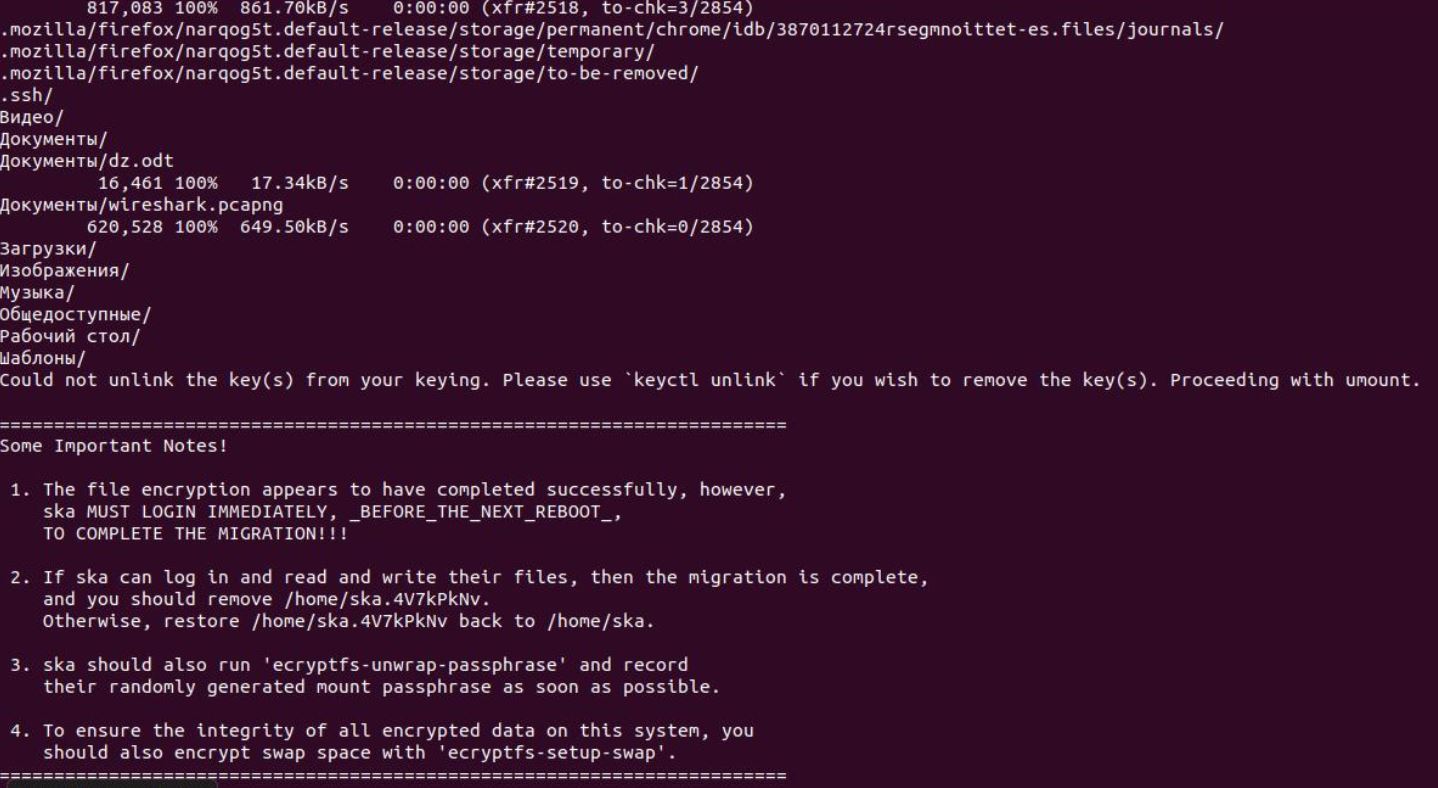 817,083 100%  861.70kB/s    0:00:00 (xfr#2518, to-chk=3/2854)
.mozilla/firefox/narqog5t.default-release/storage/permanent/chrome/idb/3870112724rsegmnoittet-es.files/journals/
.mozilla/firefox/narqog5t.default-release/storage/temporary/
.mozilla/firefox/narqog5t.default-release/storage/to-be-removed/
.ssh/
Видео/
Документы/
Документы/dz.odt
16,461 100%   17.34kB/s    0:00:00 (xfr#2519, to-chk=1/2854)
Документы/wireshark.pcapng
620,528 100%  649.50kB/s    0:00:00 (xfr#2520, to-chk=0/2854)
Загрузки/
Изображения/
Музыка/
Общедоступные/
Рабочий стол/
Шаблоны/
Could not unlink the key(s) from your keying. Please use `keyctl unlink` if you wish to remove the key(s). Proceeding with umount.
========================================================================
Some Important Notes!
1. The file encryption appears to have completed successfully, however,
ska MUST LOGIN IMMEDIATELY, _BEFORE_THE_NEXT_REBOOT_,
TO COMPLETE THE MIGRATION!!!
2. If ska can log in and read and write their files, then the migration is complete,
and you should remove /home/ska.4V7kPkNv.
Otherwise, restore /home/ska.4V7kPkNv back to /home/ska.
3. ska should also run 'ecryptfs-unwrap-passphrase' and record
their randomly generated mount passphrase as soon as possible.
4. To ensure the integrity of all encrypted data on this system, you
should also encrypt swap space with 'ecryptfs-setup-swap'.
========================================================================